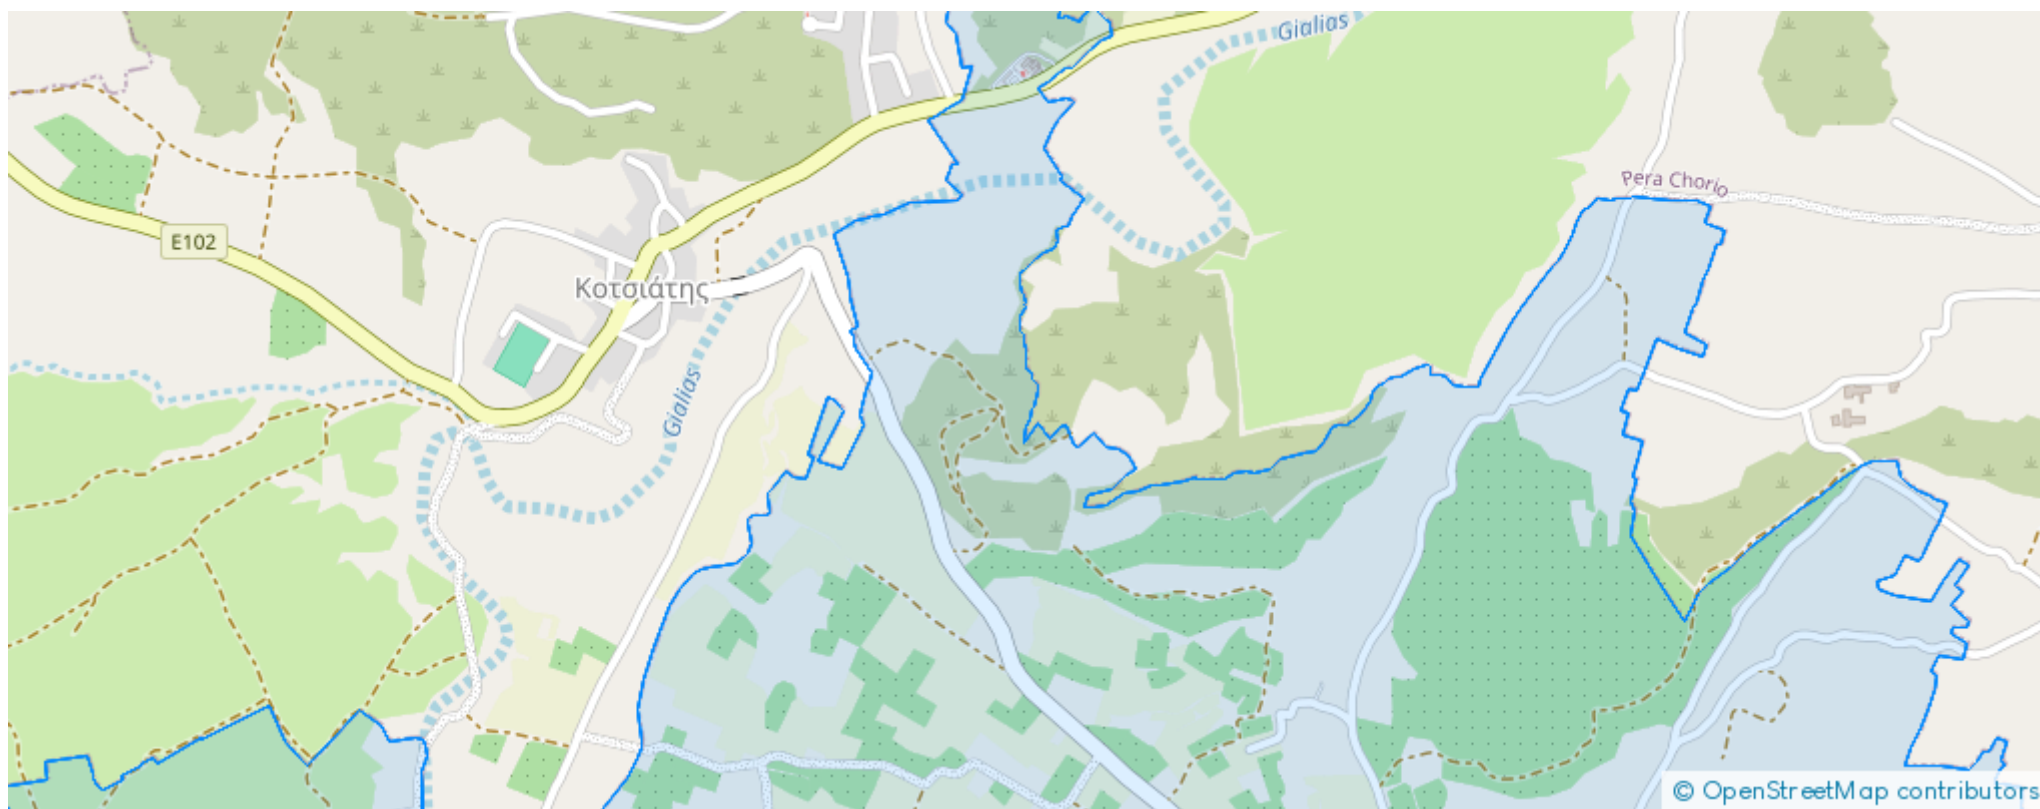 Gialias
Pera Chorio
E102
Κοτσιάτης
Gialias
© OpenStreetMap contributors